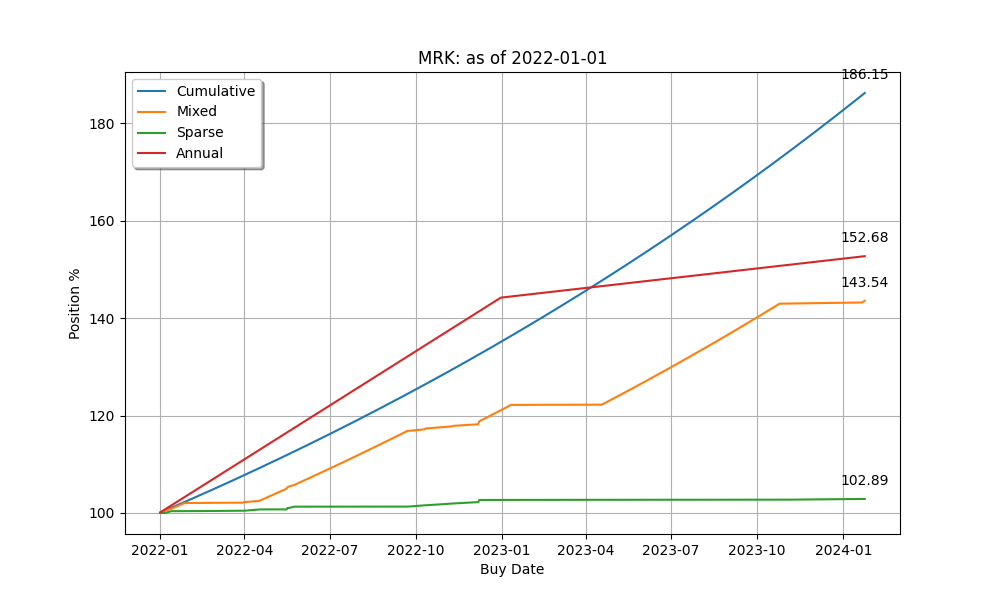 MRK: as of 2022-01-01
186.15
Cumulative
Mixed
Sparse
Annual
180
160
152.68
143.54
140
120
102.89
100
Position %
2022-01 2022-04 2022-07 2022-10 2023-01 2023-04 2023-07 2023-10 2024-01
Buy Date